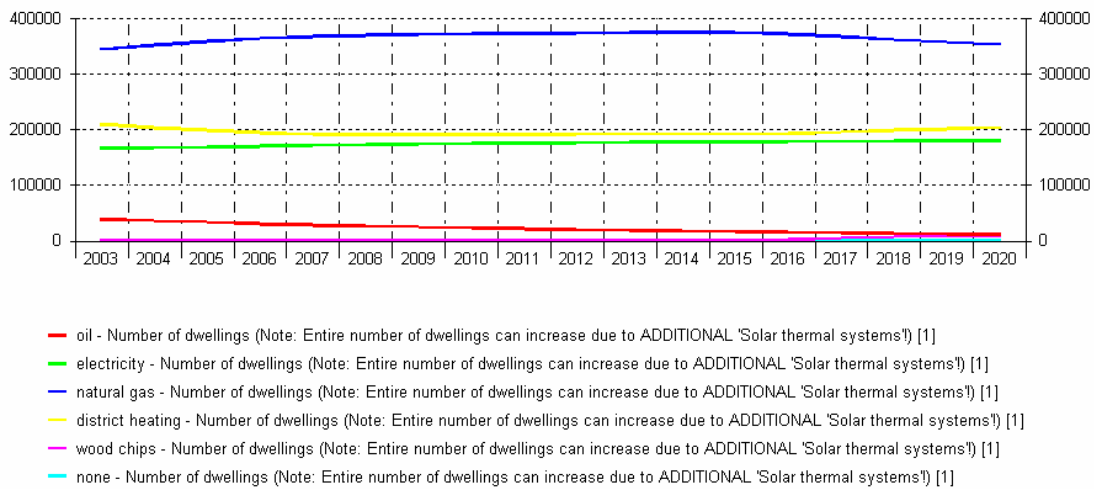 400000 400000
300000 300000
200000 200000
100000 100000
0 0
2003 2004 2005 2006 2007 2008 2009 2010 2011 2012 2013 2014 2015 2016 2017 2018 2019 2020
oil - Number of dwellings (Note: Entire number of dwellings can increase due to ADDITIONAL 'Solar thermal systems'!) [1]
electricity - Number of dwellings (Note: Entire number of dwellings can increase due to ADDITIONAL 'Solar thermal systems'!) [1]
natural gas - Number of dwellings (Note: Entire number of dwellings can increase due to ADDITIONAL 'Solar thermal systems'!) [1]
district heating - Number of dwellings (Note: Entire number of dwellings can increase due to ADDITIONAL 'Solar thermal systems'!) [1]
wood chips - Number of dwellings (Note: Entire number of dwellings can increase due to ADDITIONAL 'Solar thermal systems'!) [1]
none - Number of dwellings (Note: Entire number of dwellings can increase due to ADDITIONAL 'Solar thermal systems'!) [1]